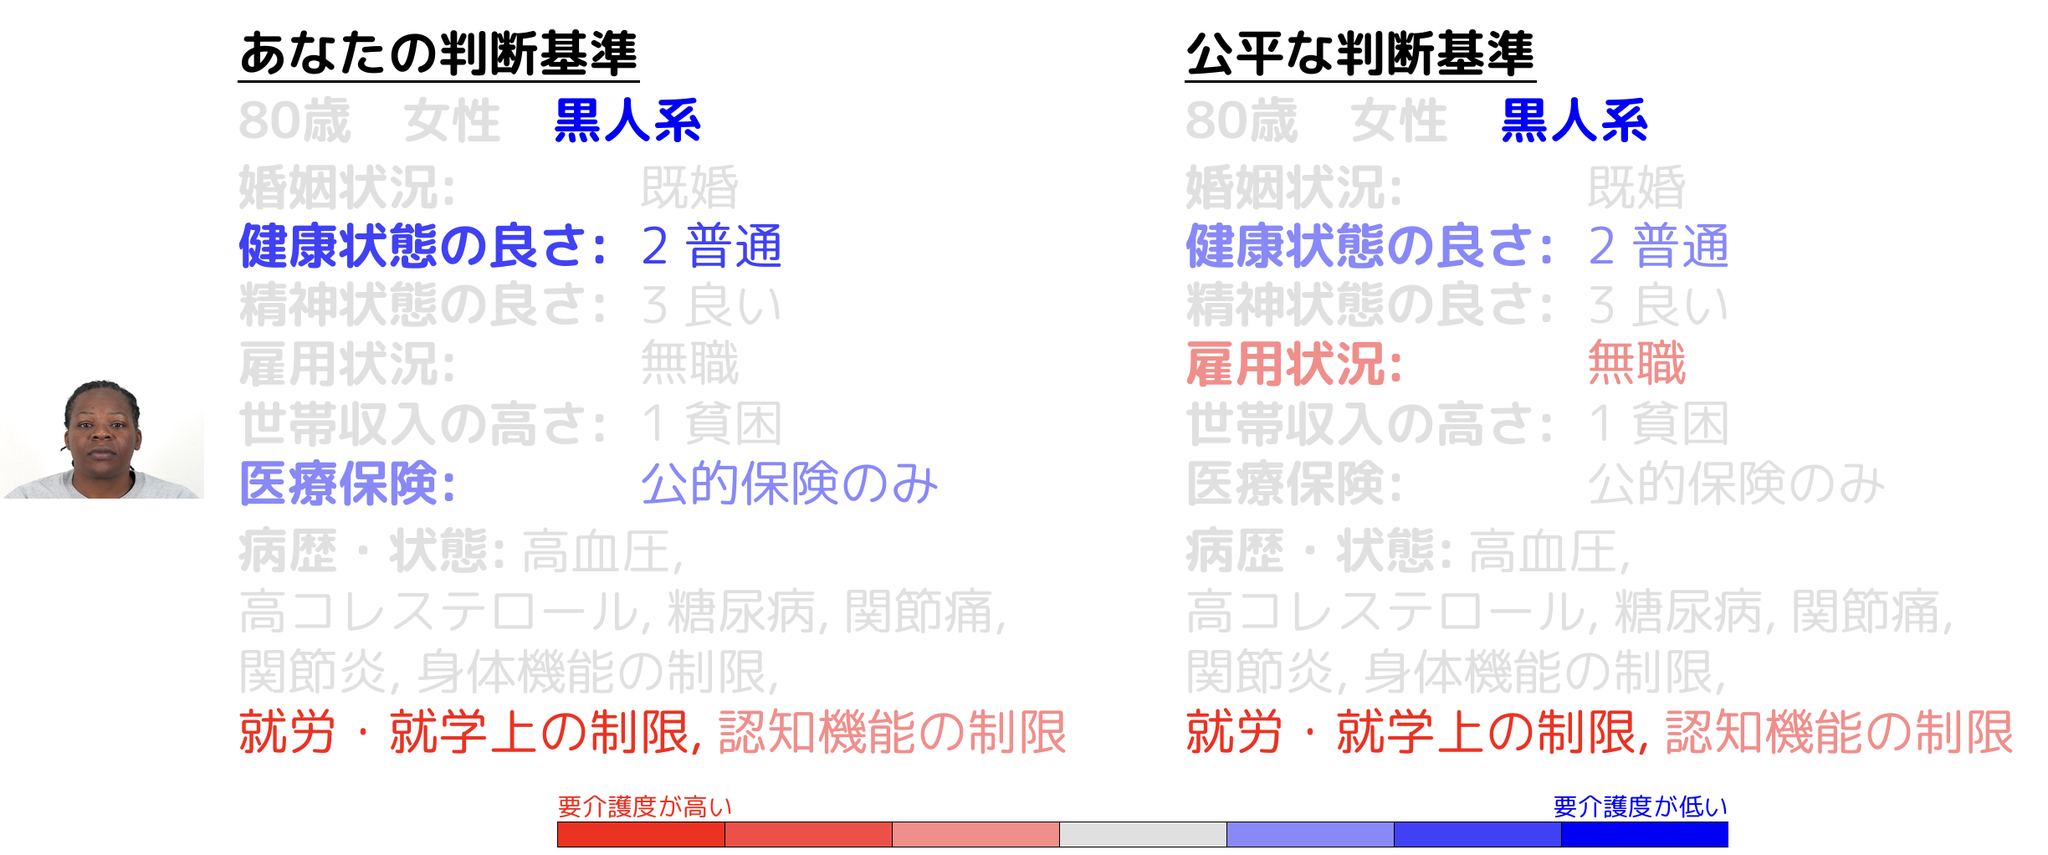 あなたの判断基準
80歳 女性 黒人系
婚姻状況: 既婚
健康状態の良さ: 2 普通
精神状態の良さ: 3 良い
雇用状況: 無職
世帯収入の高さ: 1 貧困
医療保険: 公的保険のみ
病歴・状態: 高血圧,
高コレステロール, 糖尿病, 関節痛,
関節炎, 身体機能の制限,
就労・就学上の制限, 認知機能の制限
公平な判断基準
80歳 女性 黒人系
婚姻状況: 既婚
健康状態の良さ: 2 普通
精神状態の良さ: 3 良い
雇用状況: 無職
世帯収入の高さ: 1 貧困
医療保険: 公的保険のみ
病歴・状態: 高血圧,
高コレステロール, 糖尿病, 関節痛,
関節炎, 身体機能の制限,
就労・就学上の制限, 認知機能の制限
要介護度が高い
要介護度が低い